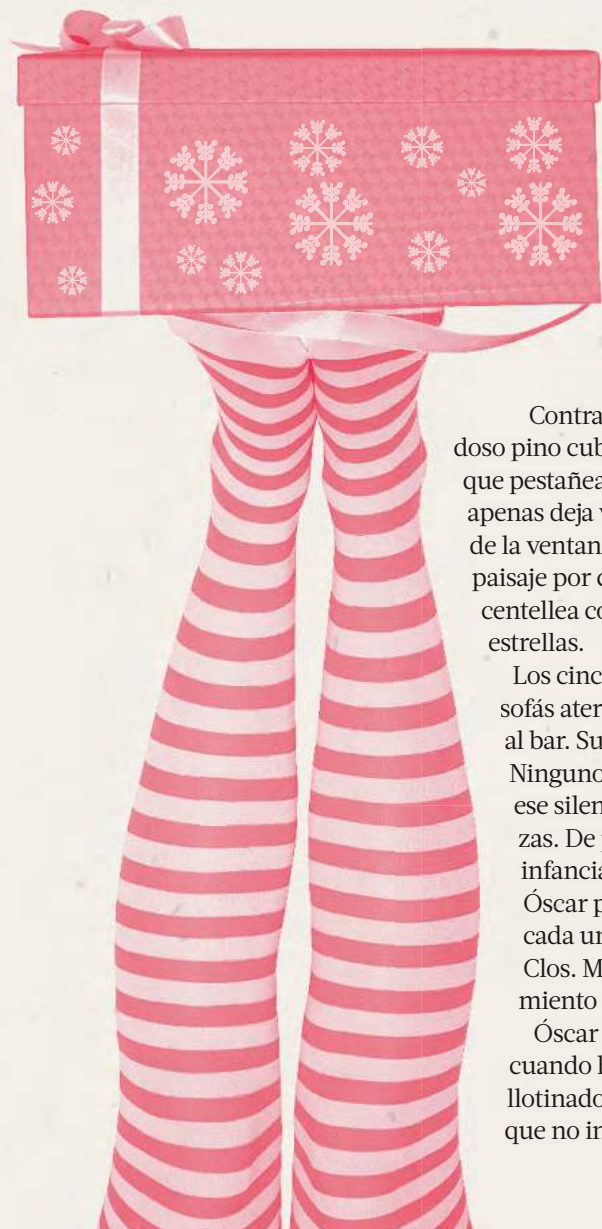 Contra
doso pino cub
que pestañea
apenas deja v
de la ventan
paisaje por c
centellea co
estrellas.
Los cinc
sofás ater
al bar. Su
Ninguno
ese silen
zas. De
infancia
Óscar p
cada un
Clos. M
miento
Óscar
cuando l
llotinado
que no in